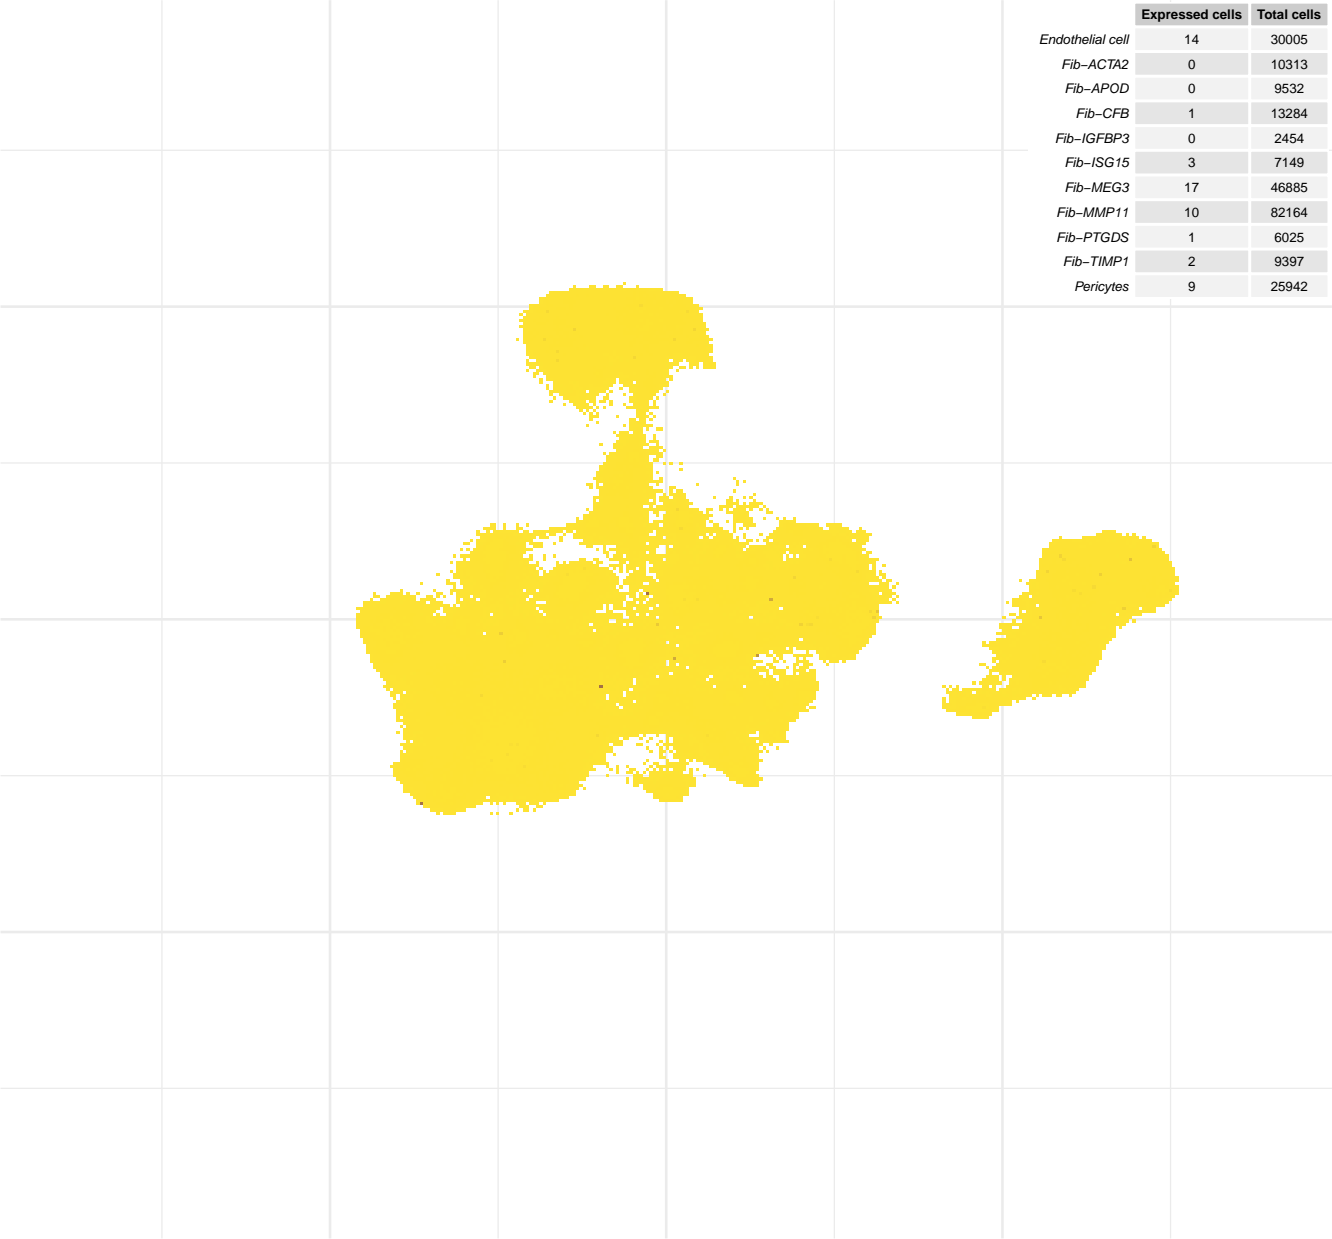 Expressed cells Total cells
Endothelial cell 14 30005
Fib−ACTA2 0 10313
Fib−APOD 0 9532
Fib−CFB 1 13284
Fib−IGFBP3 0 2454
Fib−ISG15 3 7149
Fib−MEG3 17 46885
Fib−MMP11 10 82164
Fib−PTGDS 1 6025
Fib−TIMP1 2 9397
Pericytes 9 25942